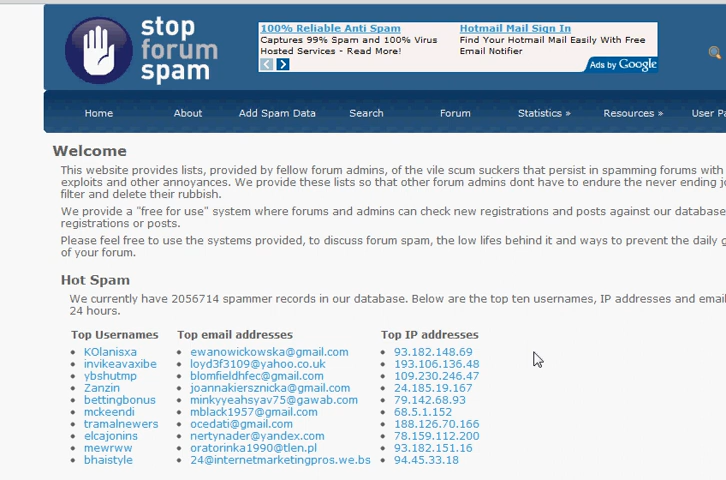 stop
forum
spam
100% Reliable Anti Spam
Captures 99% Spam and 100% Virus
Hosted Services - Read More!
Hotmail Mail Sign In
Find Your Hotmail Mail Easily With Free
Email Notifier
Ads by Google
Home About Add Spam Data Search Forum Statistics » Resources » User Pa
Welcome
This website provides lists, provided by fellow forum admins, of the vile scum suckers that persist in spamming forums with
exploits and other annoyances. We provide these lists so that other forum admins dont have to endure the never ending j
filter and delete their rubbish.
We provide a "free for use" system where forums and admins can check new registrations and posts against our database
registrations or posts.
Please feel free to use the systems provided, to discuss forum spam, the low lifes behind it and ways to prevent the daily g
of your forum.
Hot Spam
We currently have 2056714 spammer records in our database. Below are the top ten usernames, IP addresses and email
24 hours.
Top Usernames Top email addresses Top IP addresses
KOlanisxa ewanowickowska@gmail.com 93.182.148.69
invikeavaxibe loyd3f3109@yahoo.co.uk 193.106.136.48
ybshutmp blomfieldhfec@gmail.com 109.230.246.47
Zanzin joannakiersznicka@gmail.com 24.185.19.167
bettingbonus minkyyeahsyav75@gawab.com 79.142.68.93
mckeendi mblack1957@gmail.com 68.5.1.152
tramalnewers ocedati@gmail.com 188.126.70.166
elcajonins nertynader@yandex.com 78.159.112.200
mewrww oratorinka1990@tlen.pl 93.182.151.16
bhaistyle 24@internetmarketingpros.we.bs 94.45.33.18